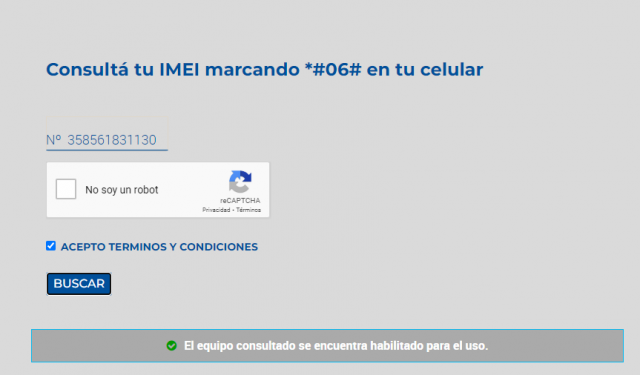 Consultá tu IMEI marcando *#06# en tu celular
Nº 358561831130
No soy un robot
reCAPTCHA
Privacidad - Términos
ACEPTO TERMINOS Y CONDICIONES
BUSCAR
El equipo consultado se encuentra habilitado para el uso.